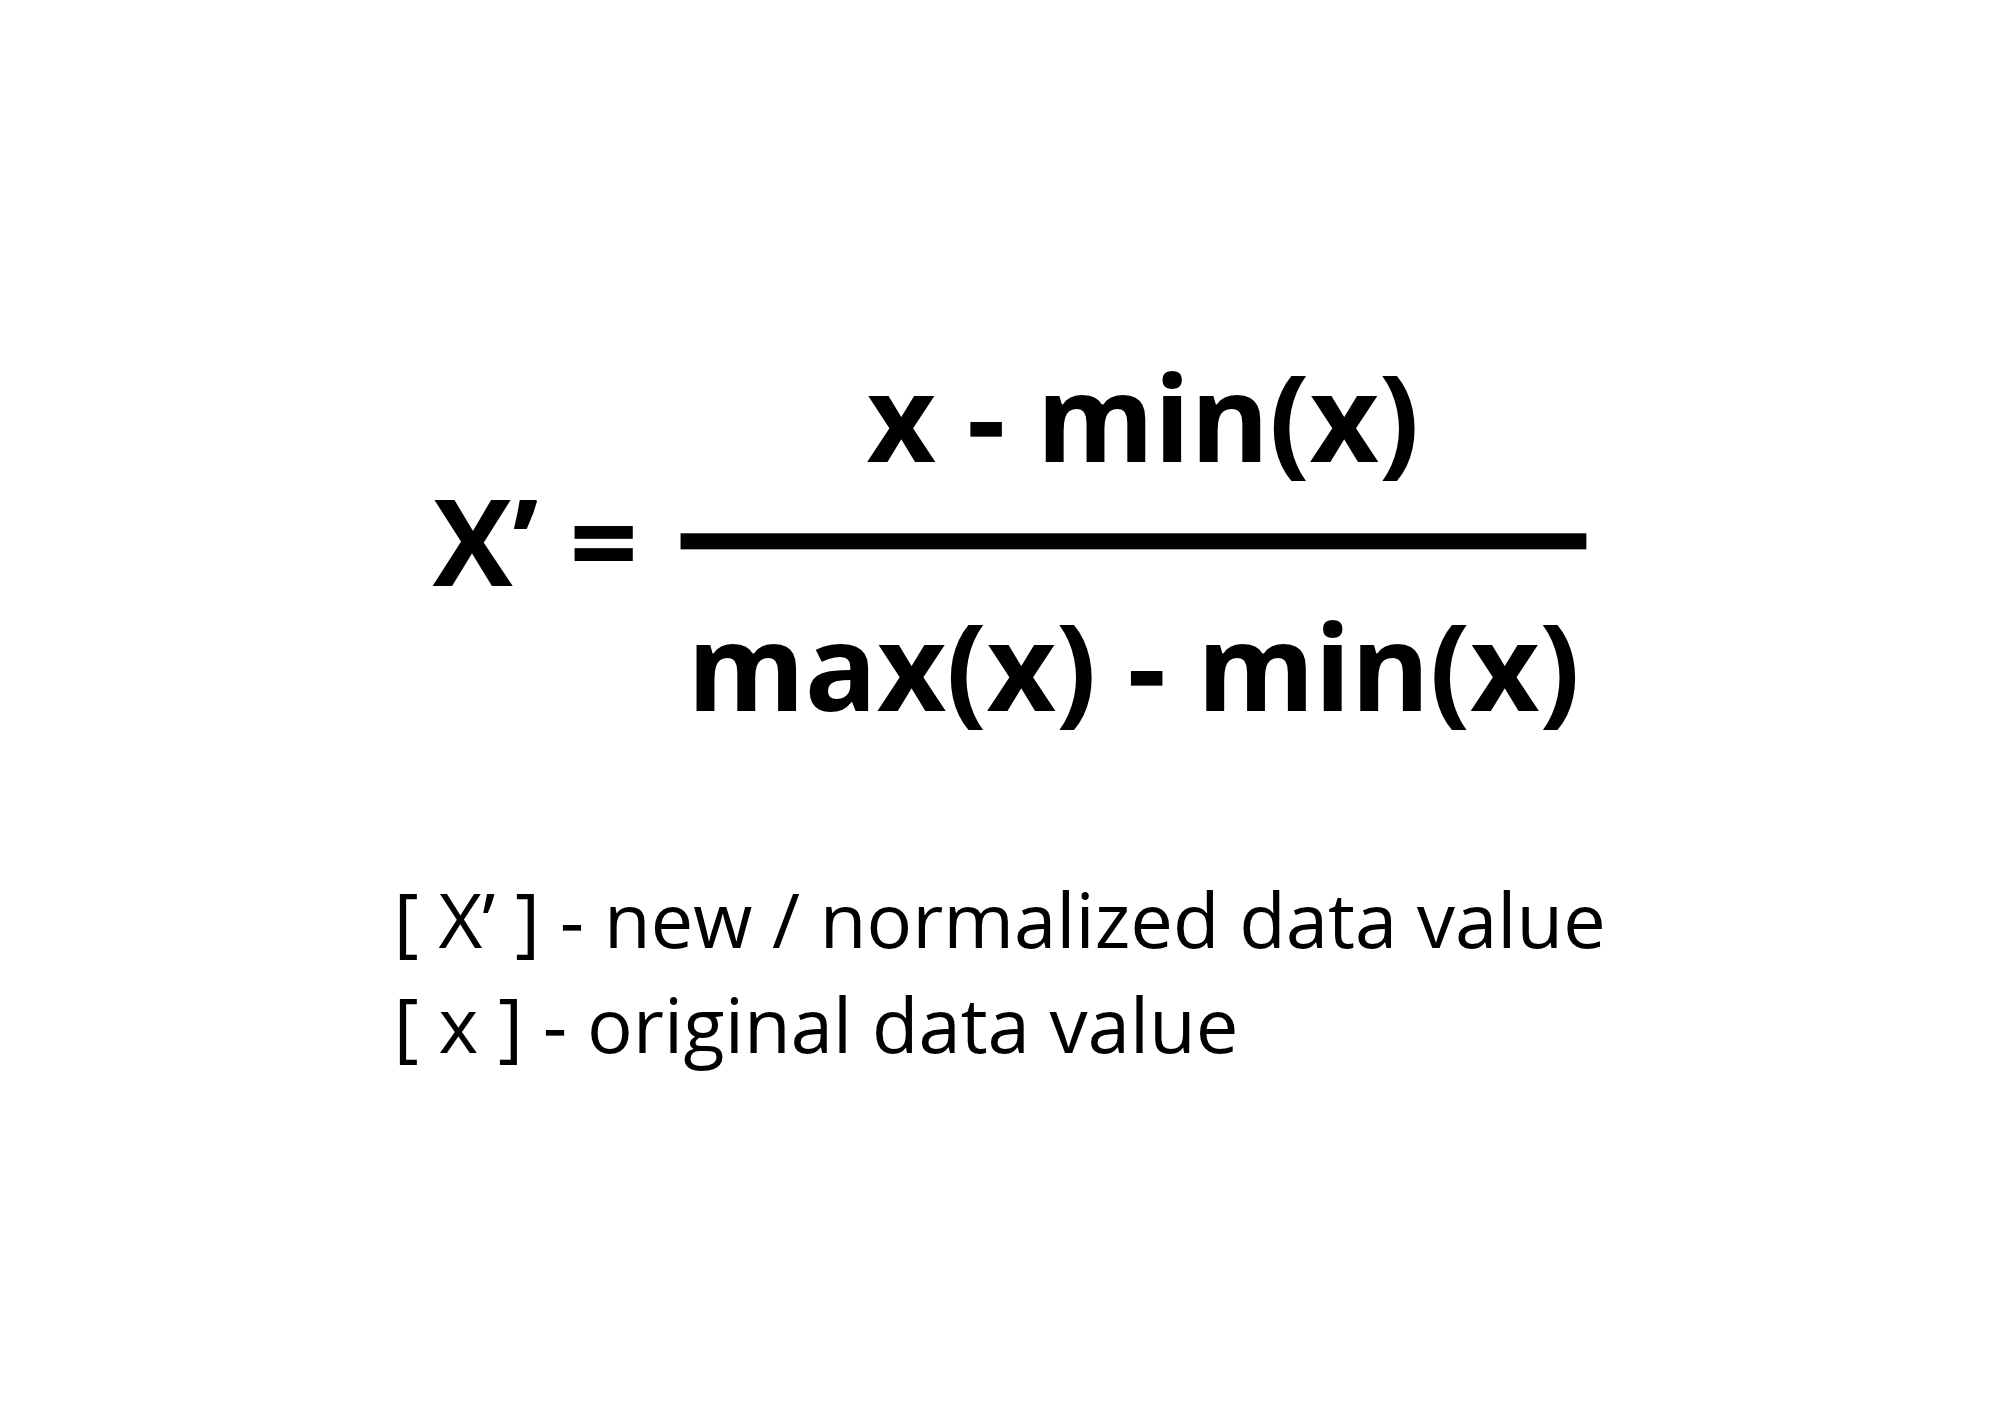 x - min(x)
X’ =
max(x) - min(x)
[ X’ ] - new / normalized data value
[ x ] - original data value